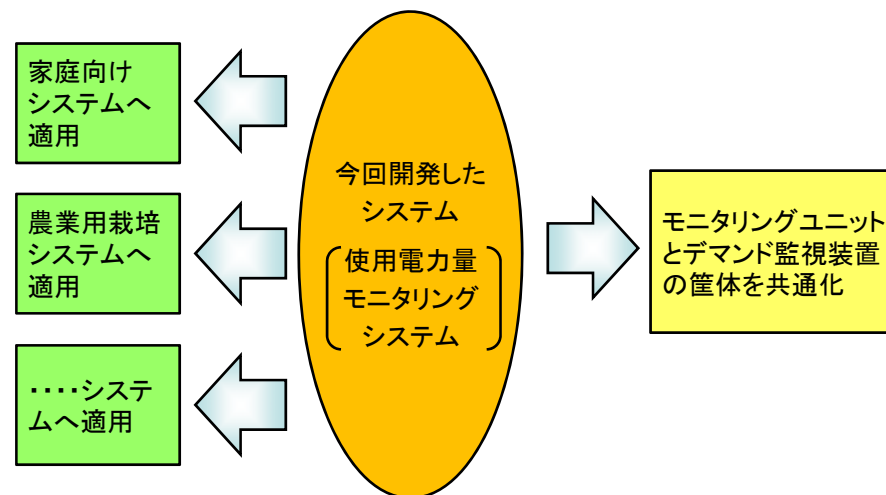 家庭向け
システムへ
適用
農業用栽培
システムへ
適用
・・・・システ
ムへ適用
今回開発した
システム
使用電力量
モニタリング
システム
モニタリングユニット
とデマンド監視装置
の筐体を共通化